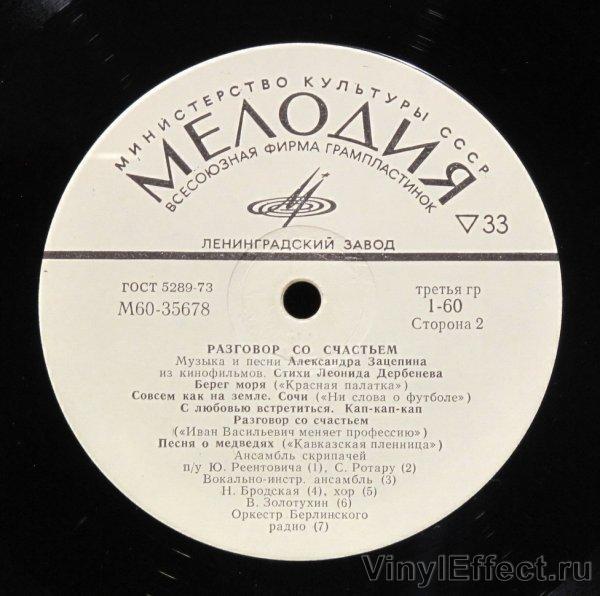 МИНИСТЕРСТВО КУЛЬТУРЫ СССР
МЕЛОДИЯ
ВСЕСОЮЗНАЯ ФИРМА ГРАМПЛАСТИНОК
▽33
ЛЕНИНГРАДСКИЙ ЗАВОД
ГОСТ 5289-73
М60-35678
третья гр
1-60
Сторона 2
РАЗГОВОР СО СЧАСТЬЕМ
Музыка и песни Александра Зацепина
из кинофильмов. Стихи Леонида Дербенева
Берег моря («Красная палатка»)
Совсем как на земле. Сочи («Ни слова о футболе»)
С любовью встретиться. Кап-кап-кап
Разговор со счастьем
(«Иван Васильевич меняет профессию»)
Песня о медведях («Кавказская пленница»)
Ансамбль скрипачей
п/у Ю. Реентовича (1), С. Ротару (2)
Вокально-инстр. ансамбль (3)
Н. Бродская (4), хор (5)
В. Золотухин (6)
Оркестр Берлинского
радио (7)
VinylEffect.ru